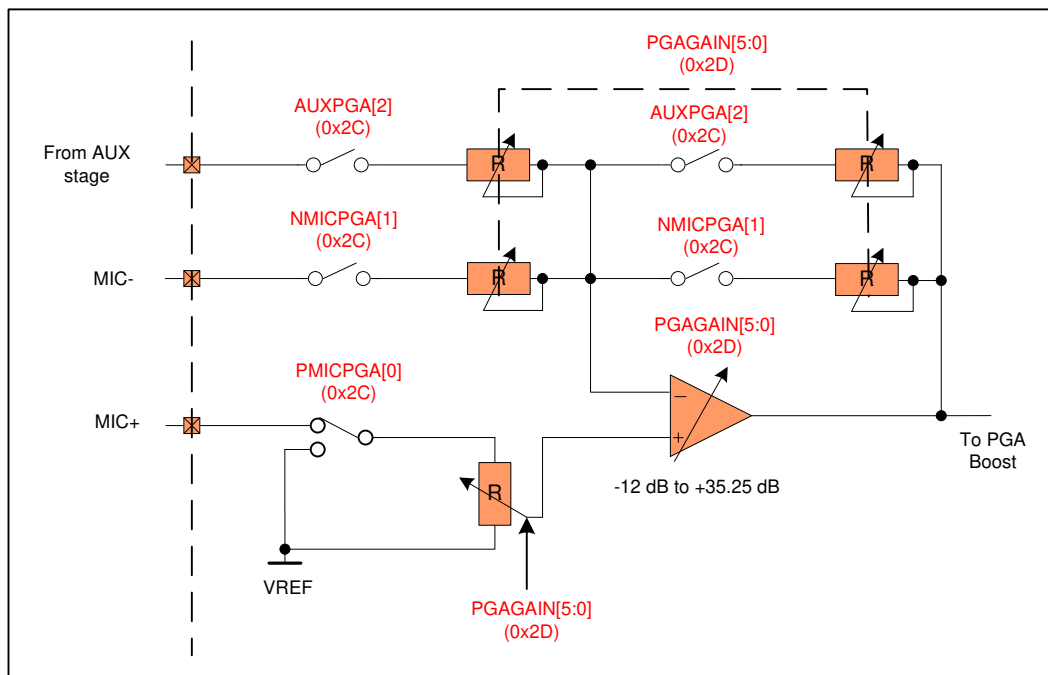 PGAGAIN[5:0]
(0x2D)
AUXPGA[2]
(0x2C)
AUXPGA[2]
(0x2C)
From AUX
stage
R
R
NMICPGA[1]
(0x2C)
NMICPGA[1]
(0x2C)
MIC-
R
R
PGAGAIN[5:0]
(0x2D)
PMICPGA[0]
(0x2C)
MIC+
−
+
To PGA
Boost
R
-12 dB to +35.25 dB
VREF
PGAGAIN[5:0]
(0x2D)